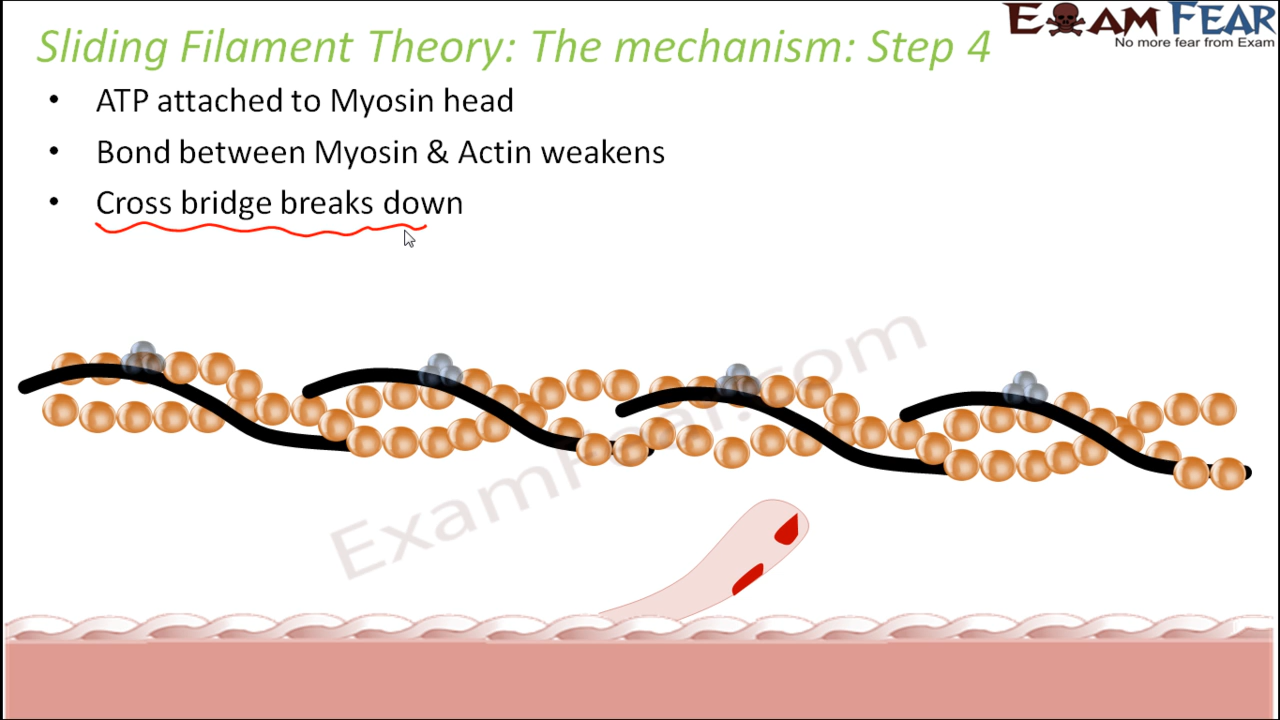 EXAM FEAR
No more fear from Exam
Sliding Filament Theory: The mechanism: Step 4
• ATP attached to Myosin head
• Bond between Myosin & Actin weakens
• Cross bridge breaks down
ExamFear.com